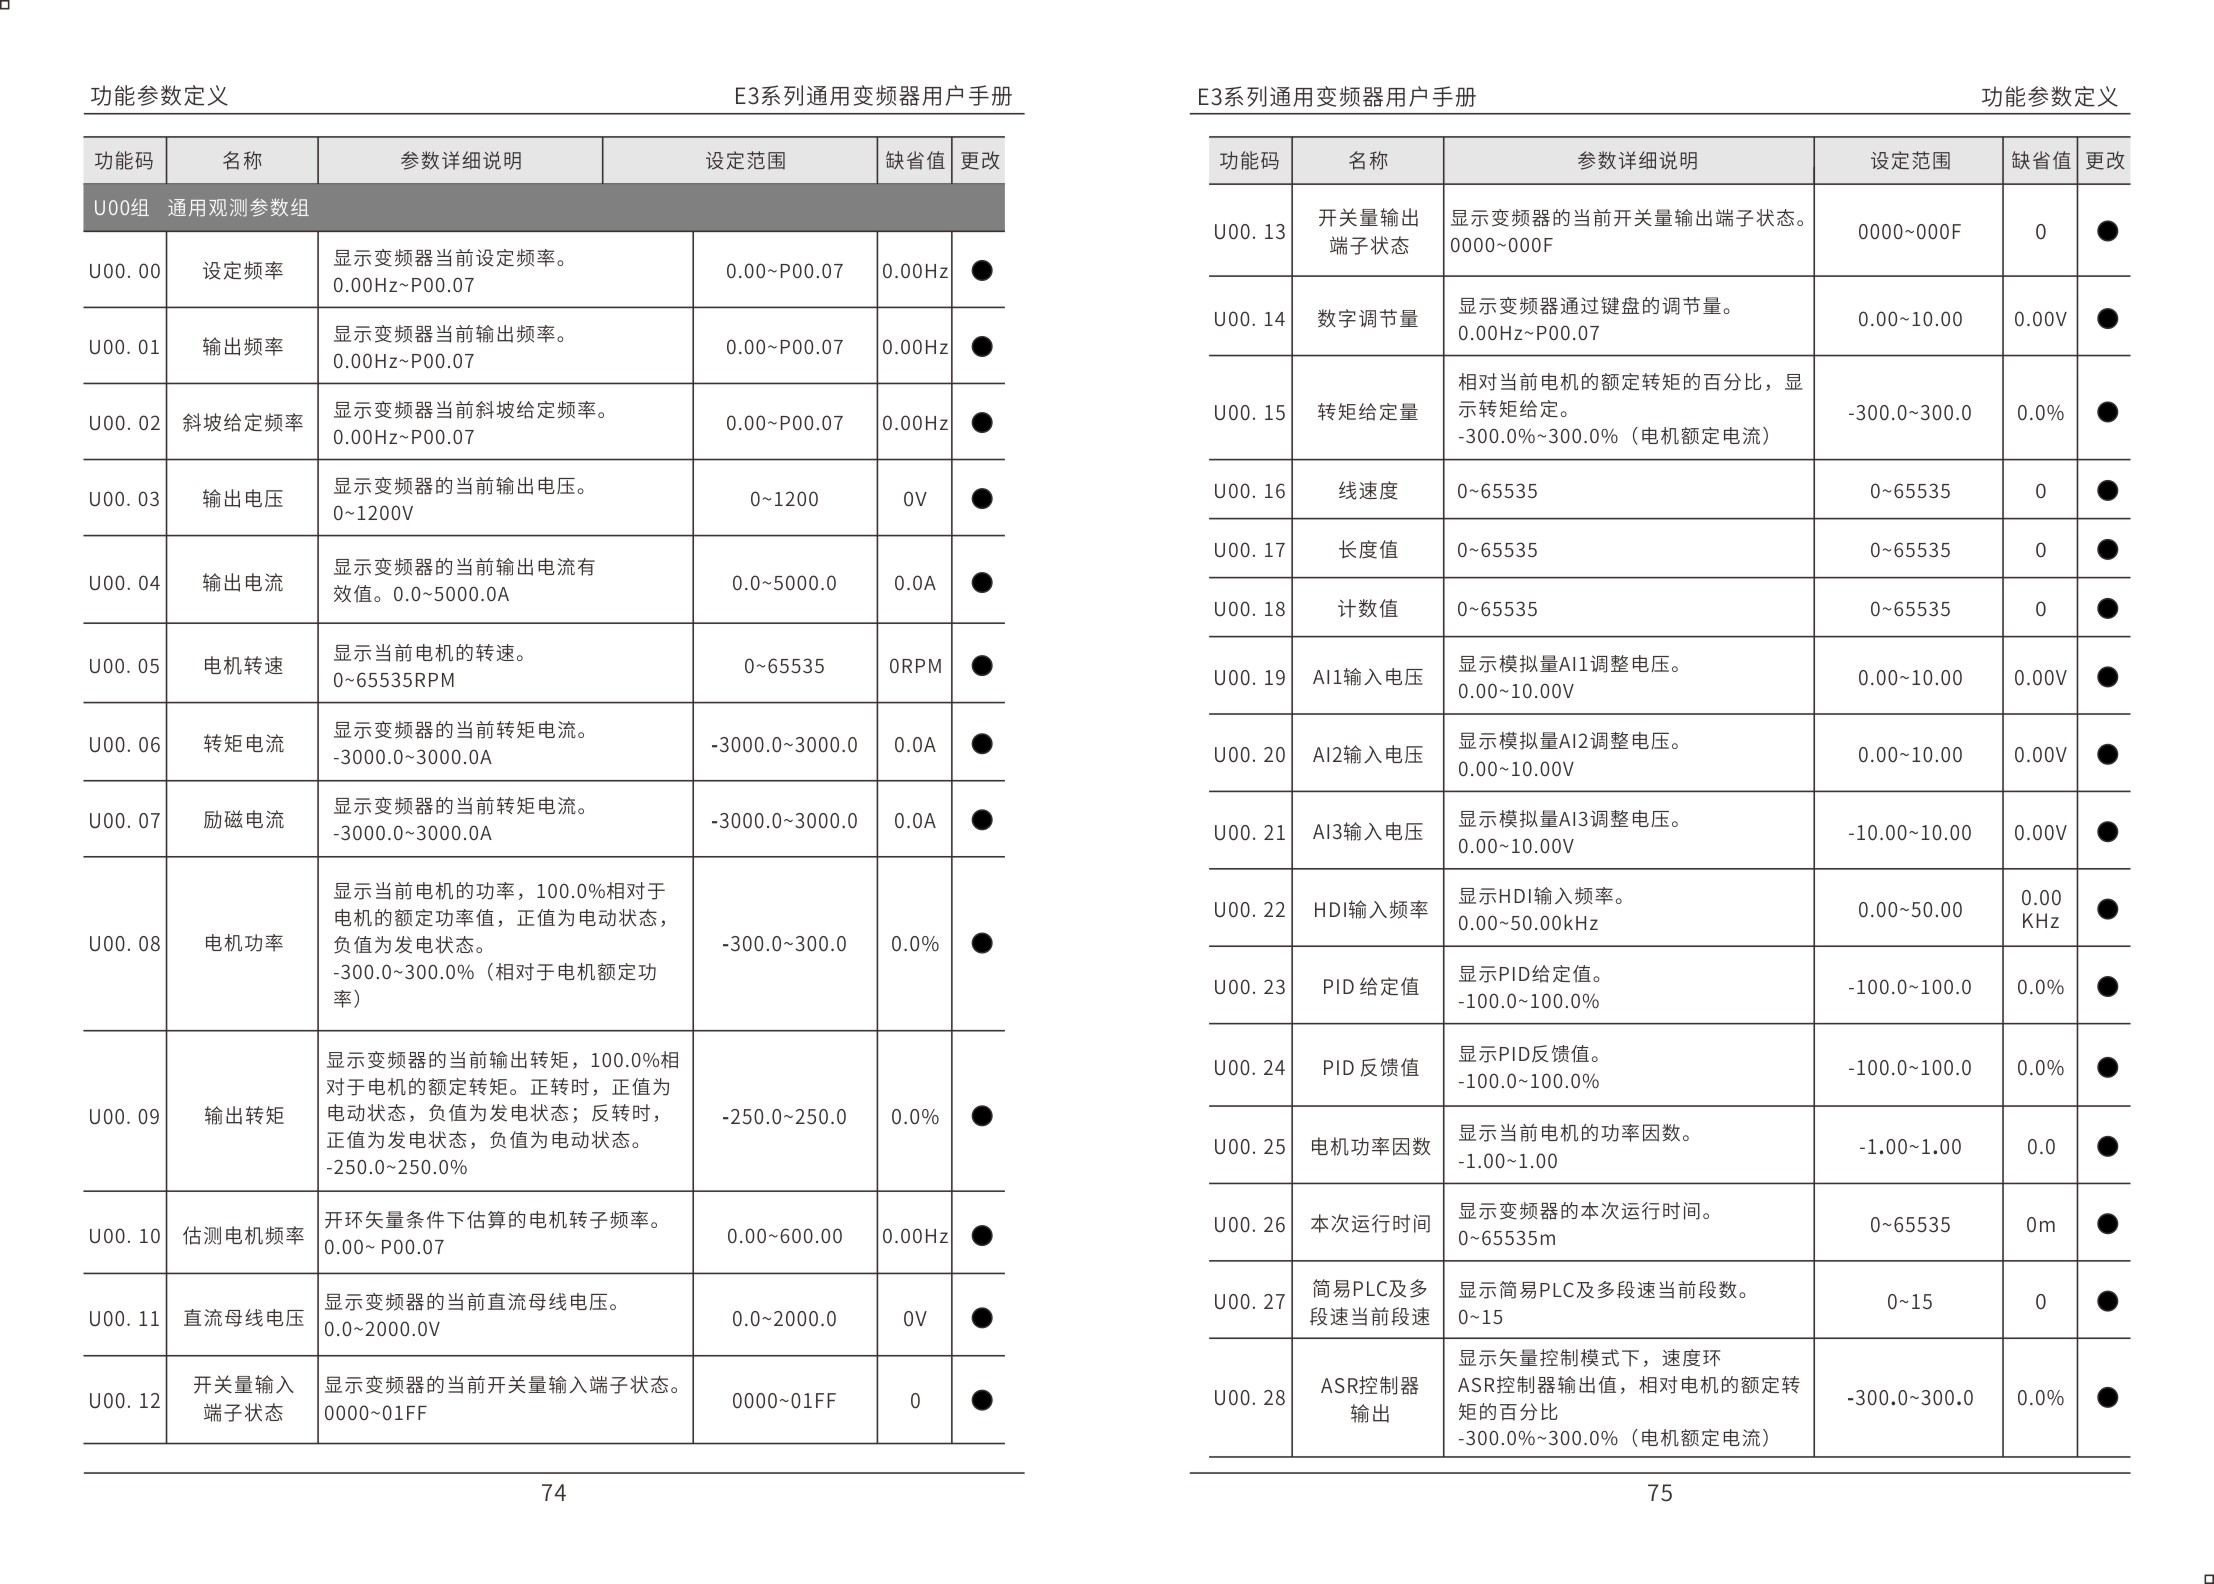 功能参数定义 E3系列通用变频器用户手册
功能码 名称 参数详细说明 设定范围 缺省值 更改
U00组 通用观测参数组
U00.00 设定频率 显示变频器当前设定频率。 0.00Hz~P00.07 0.00~P00.07 0.00Hz ●
U00.01 输出频率 显示变频器当前输出频率。 0.00Hz~P00.07 0.00~P00.07 0.00Hz ●
U00.02 斜坡给定频率 显示变频器当前斜坡给定频率。 0.00Hz~P00.07 0.00~P00.07 0.00Hz ●
U00.03 输出电压 显示变频器的当前输出电压。 0~1200V 0~1200 0V ●
U00.04 输出电流 显示变频器的当前输出电流有
效值。0.0~5000.0A 0.0~5000.0 0.0A ●
U00.05 电机转速 显示当前电机的转速。 0~65535RPM 0~65535 0RPM ●
U00.06 转矩电流 显示变频器的当前转矩电流。 -3000.0~3000.0A -3000.0~3000.0 0.0A ●
U00.07 励磁电流 显示变频器的当前转矩电流。 -3000.0~3000.0A -3000.0~3000.0 0.0A ●
U00.08 电机功率 显示当前电机的功率，100.0%相对于
电机的额定功率值，正值为电动状态，
负值为发电状态。
-300.0~300.0%（相对于电机额定功
率） -300.0~300.0 0.0% ●
U00.09 输出转矩 显示变频器的当前输出转矩，100.0%相
对于电机的额定转矩。正转时，正值为
电动状态，负值为发电状态；反转时，
正值为发电状态，负值为电动状态。
-250.0~250.0% -250.0~250.0 0.0% ●
U00.10 估测电机频率 开环矢量条件下估算的电机转子频率。
0.00~ P00.07 0.00~600.00 0.00Hz ●
U00.11 直流母线电压 显示变频器的当前直流母线电压。
0.0~2000.0V 0.0~2000.0 0V ●
U00.12 开关量输入
端子状态 显示变频器的当前开关量输入端子状态。
0000~01FF 0000~01FF 0 ●
74
E3系列通用变频器用户手册 功能参数定义
功能码 名称 参数详细说明 设定范围 缺省值 更改
U00.13 开关量输出
端子状态 显示变频器的当前开关量输出端子状态。
0000~000F 0000~000F 0 ●
U00.14 数字调节量 显示变频器通过键盘的调节量。
0.00Hz~P00.07 0.00~10.00 0.00V ●
U00.15 转矩给定量 相对当前电机的额定转矩的百分比，显
示转矩给定。
-300.0%~300.0%（电机额定电流） -300.0~300.0 0.0% ●
U00.16 线速度 0~65535 0~65535 0 ●
U00.17 长度值 0~65535 0~65535 0 ●
U00.18 计数值 0~65535 0~65535 0 ●
U00.19 AI1输入电压 显示模拟量AI1调整电压。
0.00~10.00V 0.00~10.00 0.00V ●
U00.20 AI2输入电压 显示模拟量AI2调整电压。
0.00~10.00V 0.00~10.00 0.00V ●
U00.21 AI3输入电压 显示模拟量AI3调整电压。
0.00~10.00V -10.00~10.00 0.00V ●
U00.22 HDI输入频率 显示HDI输入频率。
0.00~50.00kHz 0.00~50.00 0.00
KHz ●
U00.23 PID 给定值 显示PID给定值。
-100.0~100.0% -100.0~100.0 0.0% ●
U00.24 PID 反馈值 显示PID反馈值。
-100.0~100.0% -100.0~100.0 0.0% ●
U00.25 电机功率因数 显示当前电机的功率因数。
-1.00~1.00 -1.00~1.00 0.0 ●
U00.26 本次运行时间 显示变频器的本次运行时间。
0~65535m 0~65535 0m ●
U00.27 简易PLC及多
段速当前段速 显示简易PLC及多段速当前段数。
0~15 0~15 0 ●
U00.28 ASR控制器
输出 显示矢量控制模式下，速度环
ASR控制器输出值，相对电机的额定转
矩的百分比
-300.0%~300.0%（电机额定电流） -300.0~300.0 0.0% ●
75